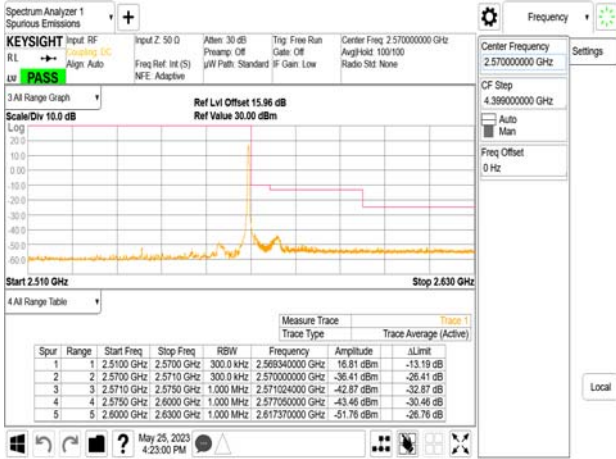 Spectrum Analyzer 1
Spurious Emissions
Frequency
KEYSIGHT Input: RF Input Z: 50 Ω Atten: 30 dB Trig: Free Run Center Freq: 2.570000000 GHz
RL Coupling: DC Preamp: Off Gate: Off Avg|Hold: 100/100
Align: Auto Freq Ref: Int (S) µW Path: Standard IF Gain: Low Radio Std: None
LVI PASS NFE: Adaptive
Center Frequency
2.570000000 GHz
Settings
CF Step
4.399000000 GHz
Auto
Man
Freq Offset
0 Hz
Local
3 All Range Graph
Ref Lvl Offset 15.96 dB
Scale/Div 10.0 dB Ref Value 30.00 dBm
Log
20.0
10.0
0.00
-10.0
-20.0
-30.0
-40.0
-50.0
-60.0
Start 2.510 GHz Stop 2.630 GHz
4 All Range Table
Measure Trace Trace 1
Trace Type Trace Average (Active)
Spur Range Start Freq Stop Freq RBW Frequency Amplitude ΔLimit
1 1 2.5100 GHz 2.5700 GHz 300.0 kHz 2.569340000 GHz 16.81 dBm -13.19 dB
2 2 2.5700 GHz 2.5710 GHz 300.0 kHz 2.570000000 GHz -36.41 dBm -26.41 dB
3 3 2.5710 GHz 2.5750 GHz 1.000 MHz 2.571024000 GHz -42.87 dBm -32.87 dB
4 4 2.5750 GHz 2.6000 GHz 1.000 MHz 2.577050000 GHz -43.46 dBm -30.46 dB
5 5 2.6000 GHz 2.6300 GHz 1.000 MHz 2.617370000 GHz -51.76 dBm -26.76 dB
May 25, 2023
4:23:00 PM